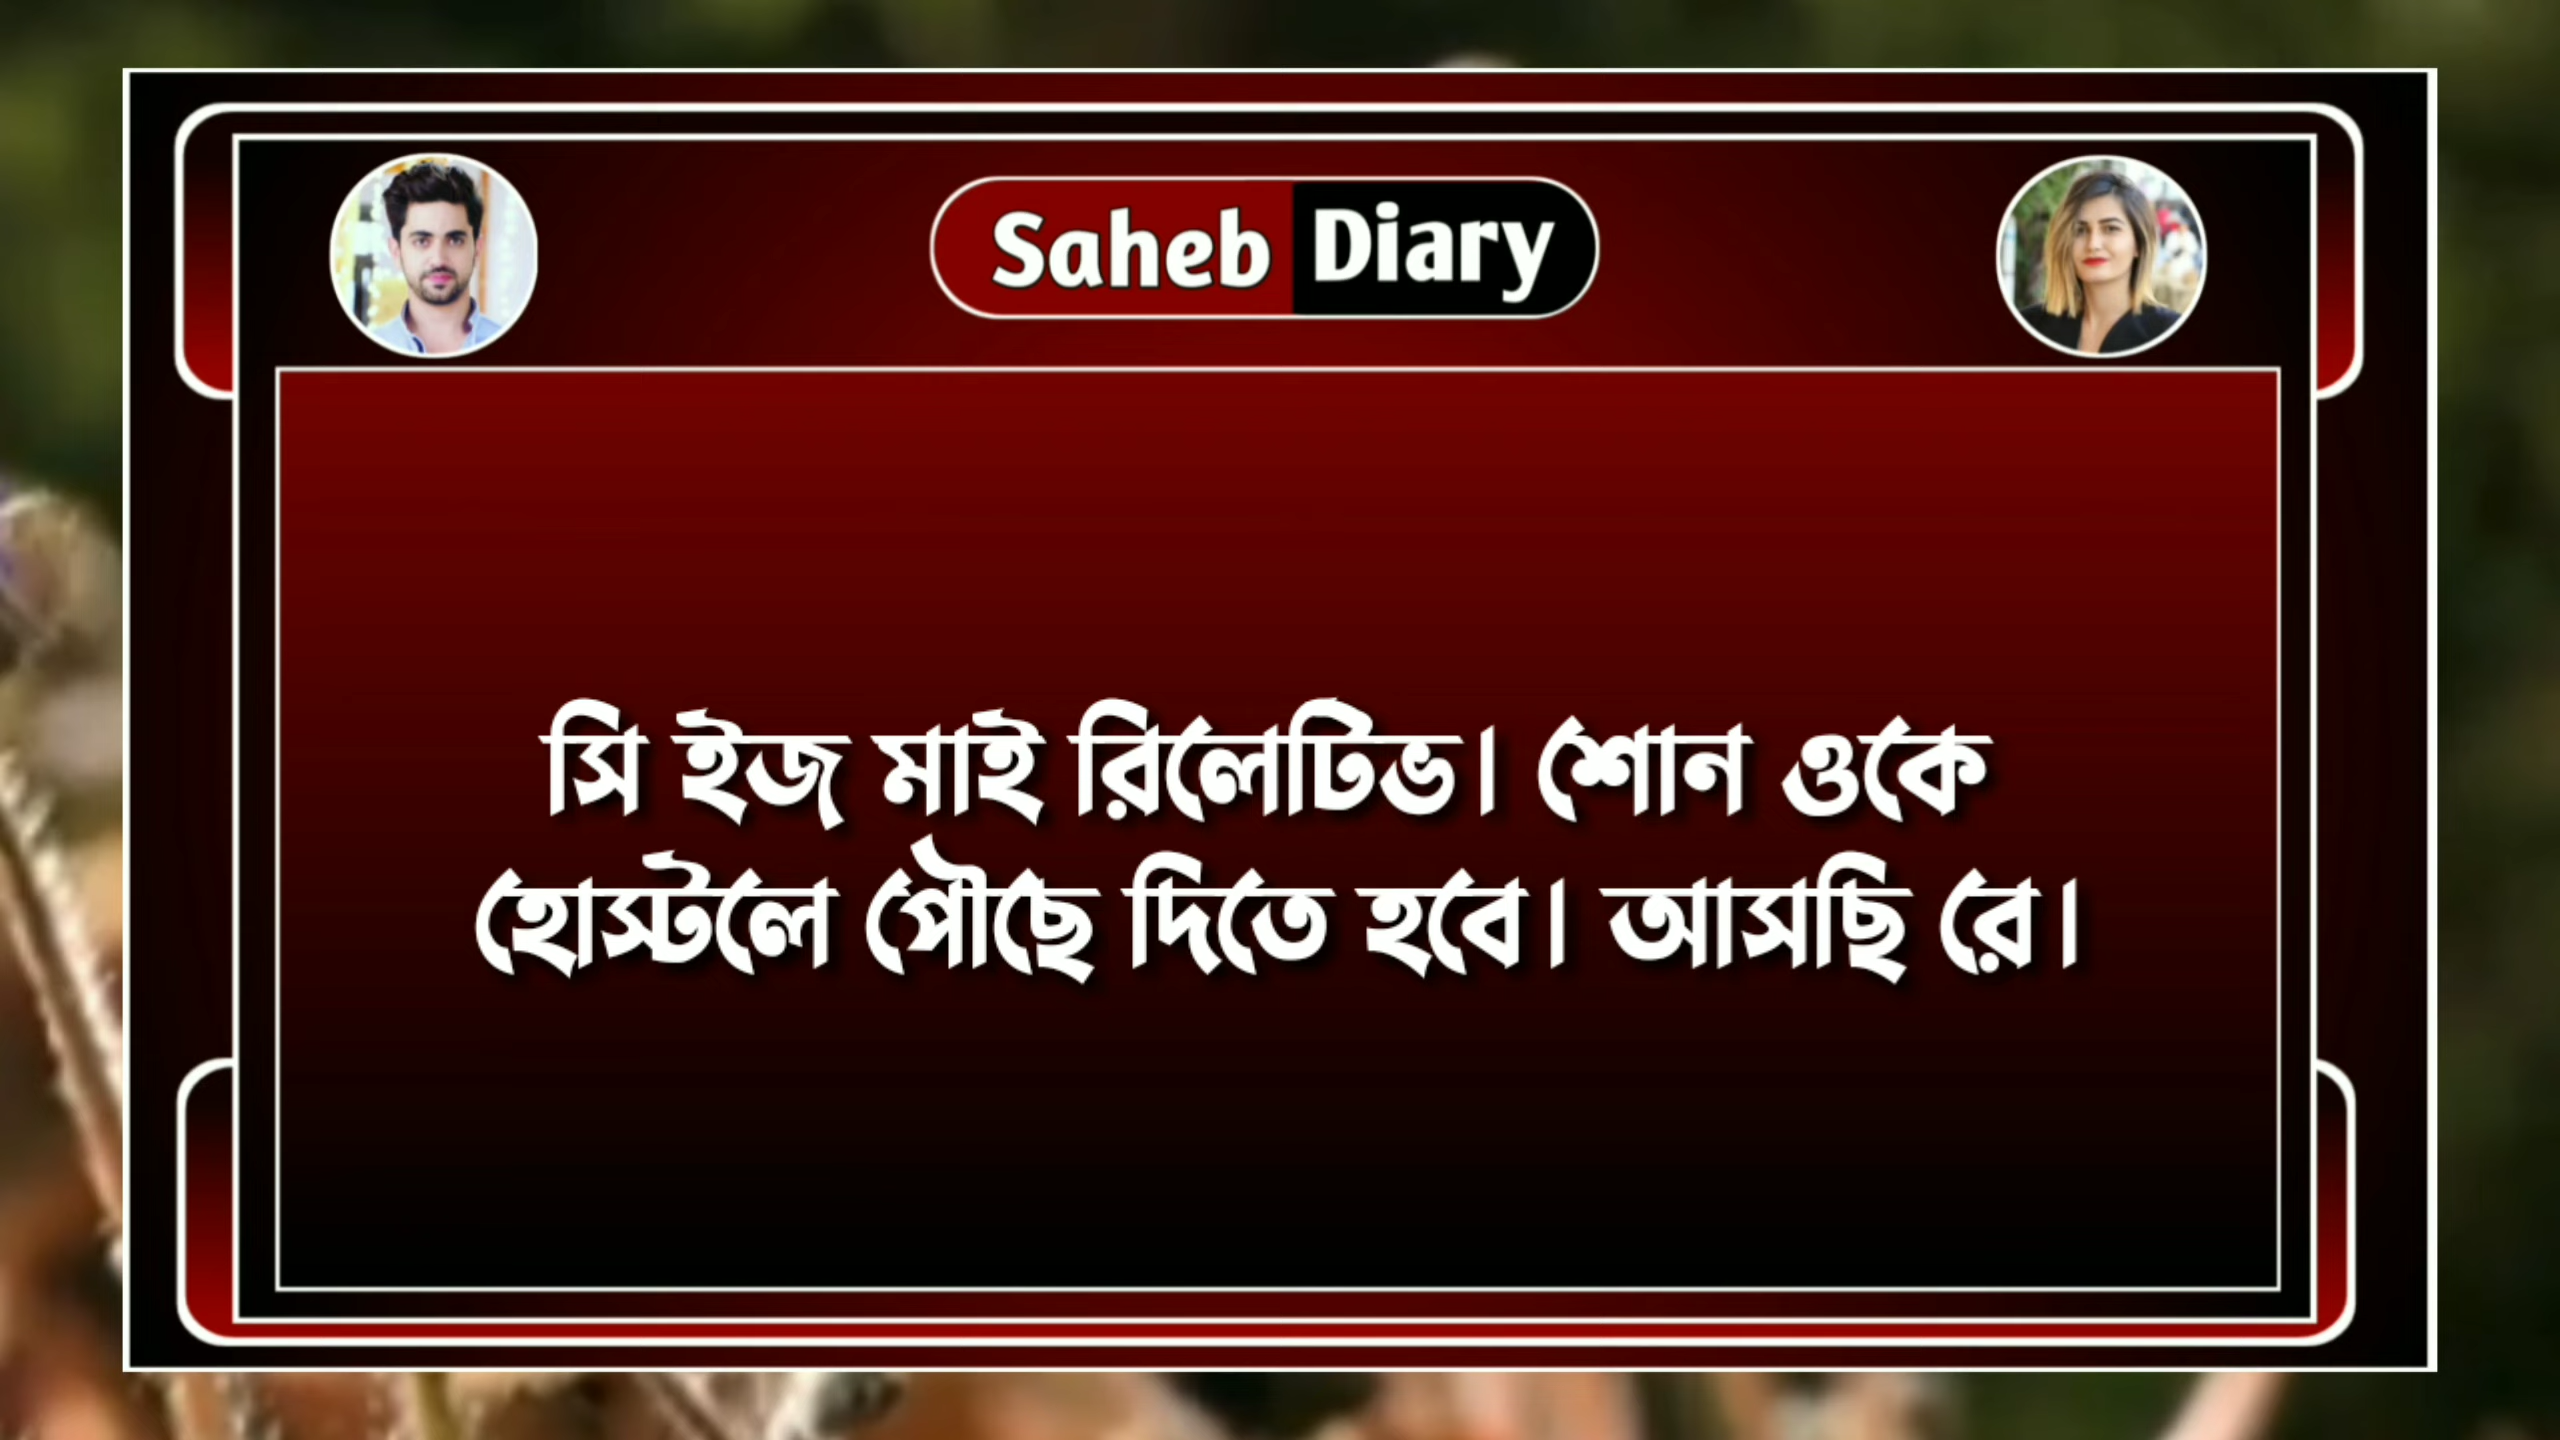 Saheb Diary
সি ইজ মাই রিলেটিভ। শোন ওকে
হোস্টলে পৌছে দিতে হবে। আসছি রে।